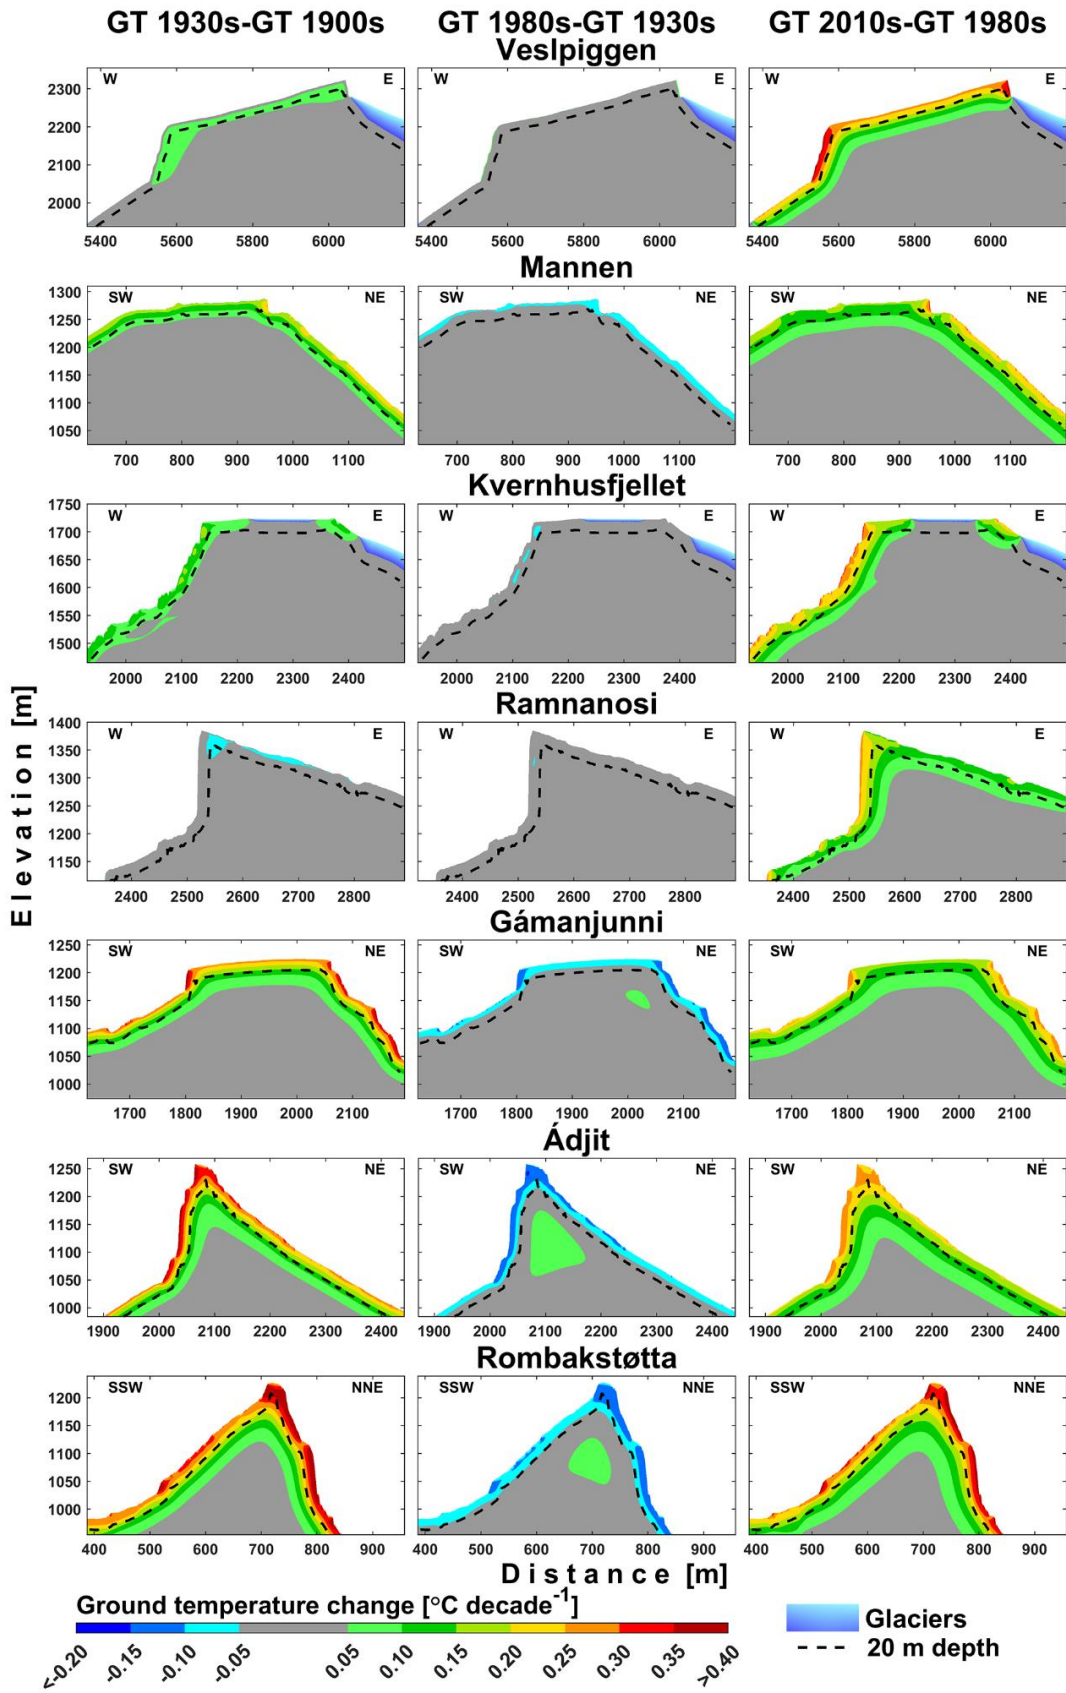 GT 1930s-GT 1900s GT 1980s-GT 1930s GT 2010s-GT 1980s
Veslpiggen
W E W E W E
2300
2200
2100
2000
5400 5600 5800 6000 5400 5600 5800 6000 5400 5600 5800 6000
Mannen
SW NE SW NE SW NE
1300
1250
1200
1150
1100
1050
700 800 900 1000 1100 700 800 900 1000 1100 700 800 900 1000 1100
Kvernhusfjellet
W E W E W E
1750
1700
1650
1600
1550
1500
2000 2100 2200 2300 2400 2000 2100 2200 2300 2400 2000 2100 2200 2300 2400
Ramnanosi
W E W E W E
1400
1350
1300
1250
1200
1150
2400 2500 2600 2700 2800 2400 2500 2600 2700 2800 2400 2500 2600 2700 2800
Elevation [m]
Gámanjunni
SW NE SW NE SW NE
1250
1200
1150
1100
1050
1000
1700 1800 1900 2000 2100 1700 1800 1900 2000 2100 1700 1800 1900 2000 2100
Ádjit
SW NE SW NE SW NE
1250
1200
1150
1100
1050
1000
1900 2000 2100 2200 2300 2400 1900 2000 2100 2200 2300 2400 1900 2000 2100 2200 2300 2400
Rombakstøtta
SSW NNE SSW NNE SSW NNE
1200
1150
1100
1050
1000
400 500 600 700 800 900 400 500 600 700 800 900 400 500 600 700 800 900
Distance [m]
Ground temperature change [°C decade⁻¹]
<-0.20 -0.15 -0.10 -0.05 0.05 0.10 0.15 0.20 0.25 0.30 0.35 >0.40
Glaciers
20 m depth